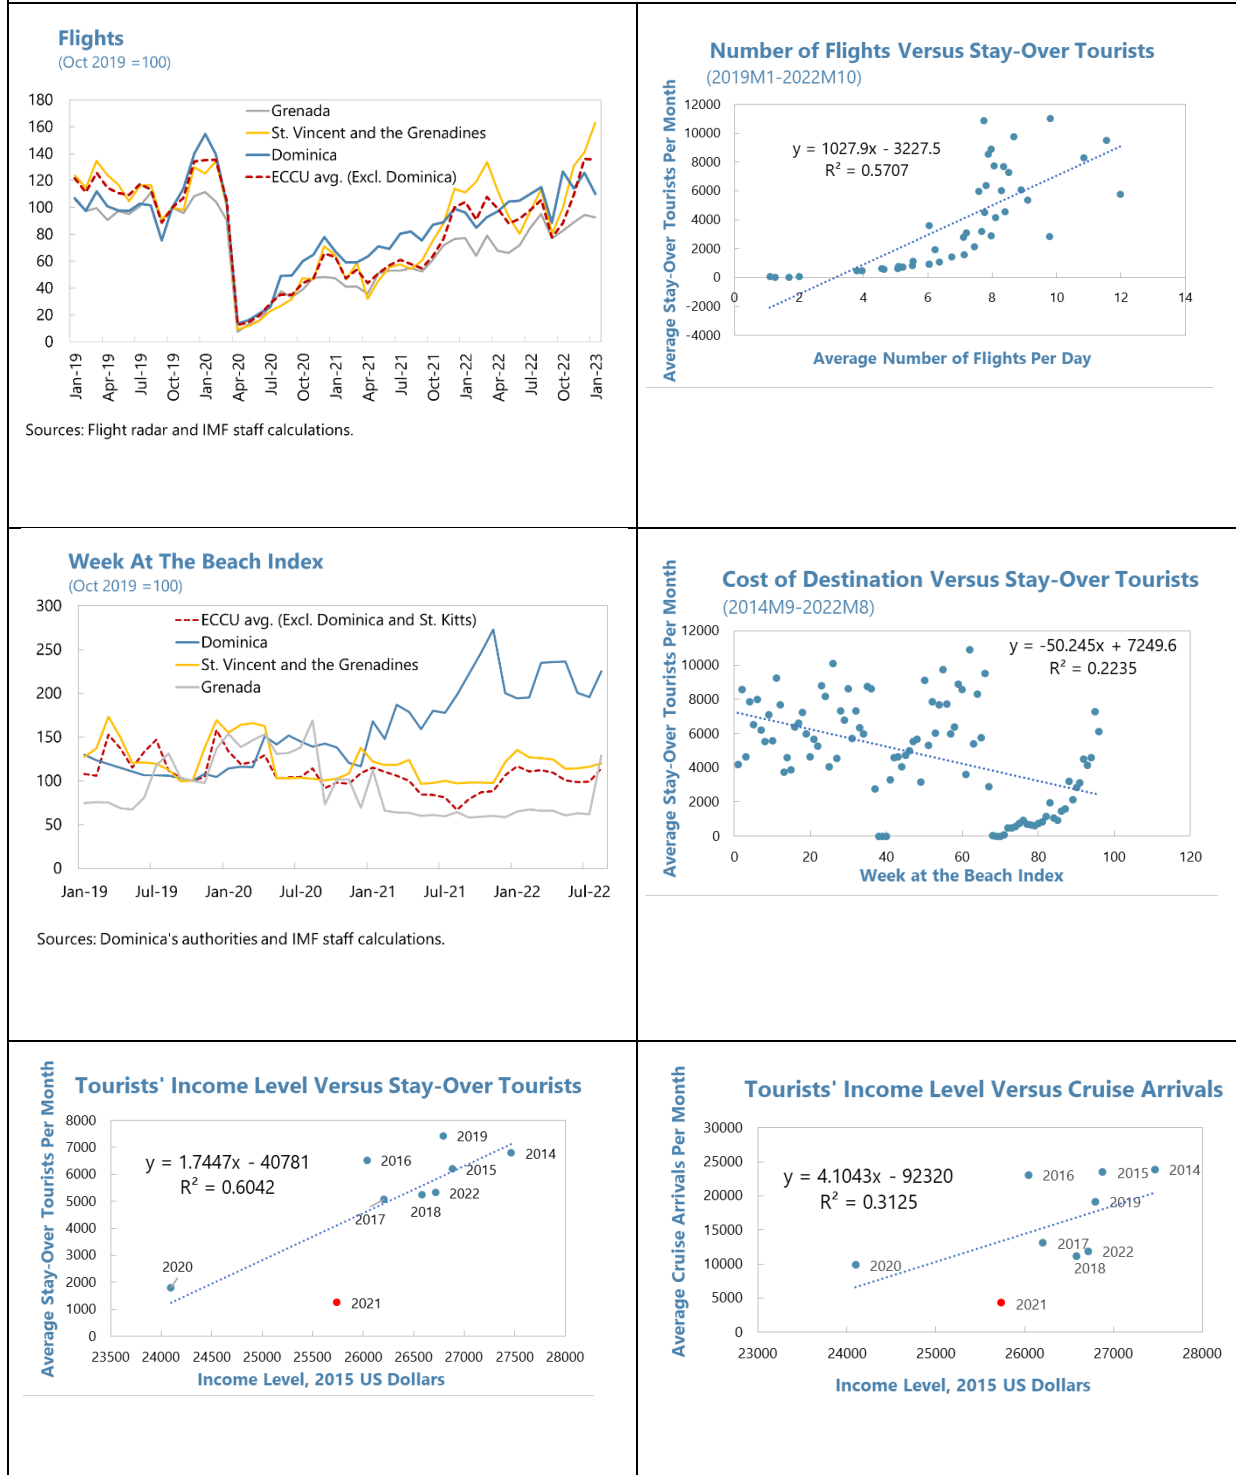 Flights
(Oct 2019 =100)
180
160
140
120
100
80
60
40
20
0
Grenada
St. Vincent and the Grenadines
Dominica
ECCU avg. (Excl. Dominica)
Jan-19
Apr-19
Jul-19
Oct-19
Jan-20
Apr-20
Jul-20
Oct-20
Jan-21
Apr-21
Jul-21
Oct-21
Jan-22
Apr-22
Jul-22
Oct-22
Jan-23
Sources: Flight radar and IMF staff calculations.
Number of Flights Versus Stay-Over Tourists
(2019M1-2022M10)
Average Stay-Over Tourists Per Month
12000
10000
8000
6000
4000
2000
0
-2000
-4000
y = 1027.9x - 3227.5
R² = 0.5707
0 2 4 6 8 10 12 14
Average Number of Flights Per Day
Week At The Beach Index
(Oct 2019 =100)
300
250
200
150
100
50
0
ECCU avg. (Excl. Dominica and St. Kitts)
Dominica
St. Vincent and the Grenadines
Grenada
Jan-19 Jul-19 Jan-20 Jul-20 Jan-21 Jul-21 Jan-22 Jul-22
Sources: Dominica's authorities and IMF staff calculations.
Cost of Destination Versus Stay-Over Tourists
(2014M9-2022M8)
Average Stay-Over Tourists Per Month
12000
10000
8000
6000
4000
2000
0
y = -50.245x + 7249.6
R² = 0.2235
0 20 40 60 80 100 120
Week at the Beach Index
Tourists' Income Level Versus Stay-Over Tourists
Average Stay-Over Tourists Per Month
8000
7000
6000
5000
4000
3000
2000
1000
0
y = 1.7447x - 40781
R² = 0.6042
2019
2014
2016
2015
2022
2017
2018
2020
2021
23500 24000 24500 25000 25500 26000 26500 27000 27500 28000
Income Level, 2015 US Dollars
Tourists' Income Level Versus Cruise Arrivals
Average Cruise Arrivals Per Month
30000
25000
20000
15000
10000
5000
0
y = 4.1043x - 92320
R² = 0.3125
2016
2015
2014
2019
2017
2022
2018
2020
2021
23000 24000 25000 26000 27000 28000
Income Level, 2015 US Dollars